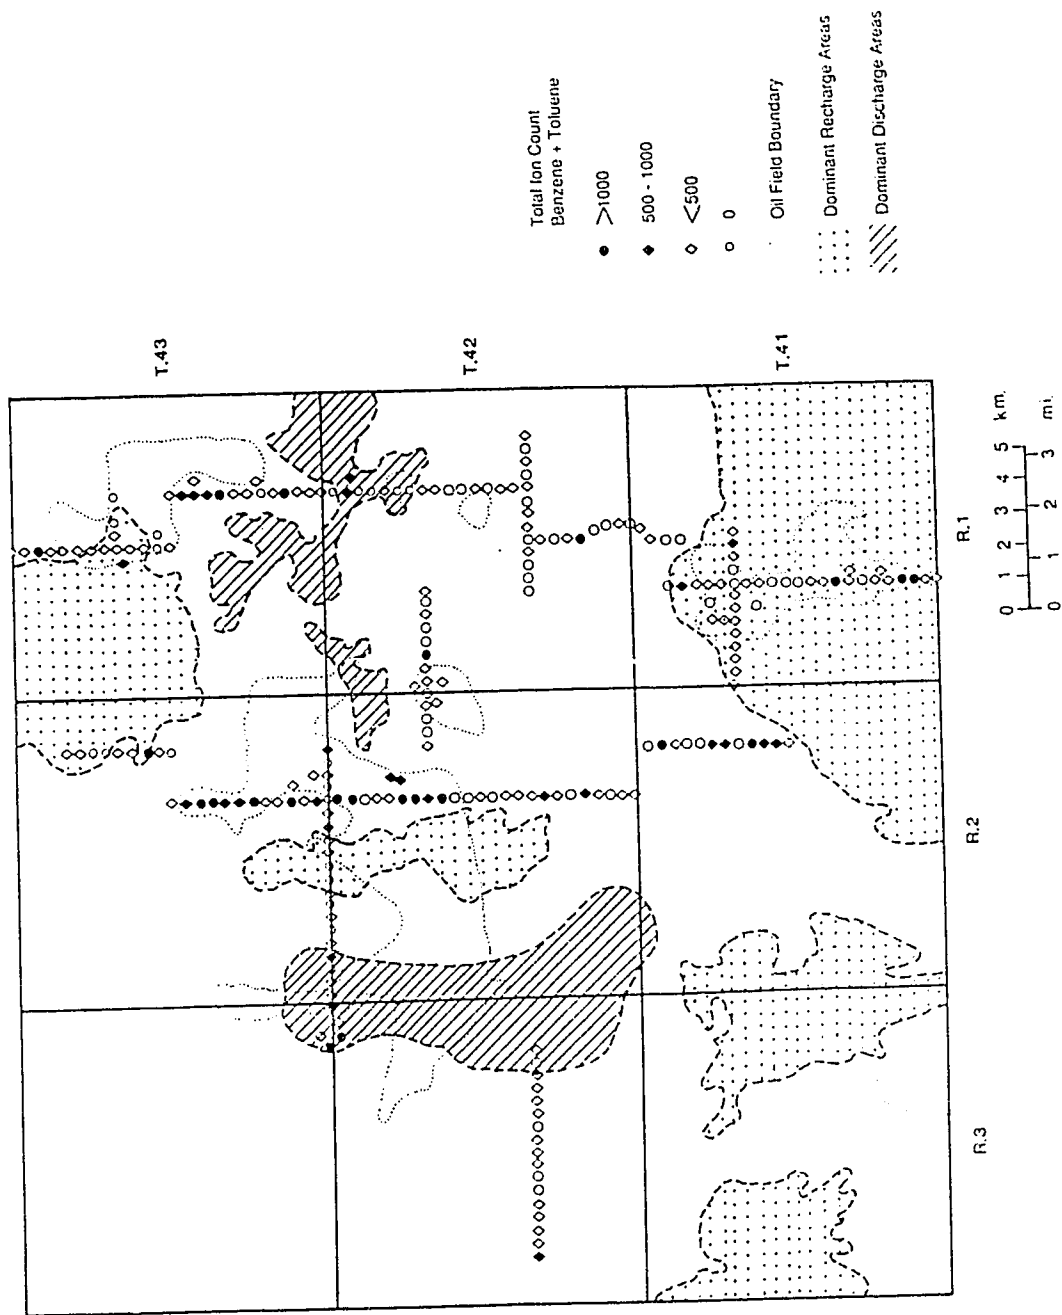 T.43
T.42
T.41
R.3
R.2
R.1
0 1 2 3 4 5 km.
0 1 2 3 mi.
Total Ion Count
Benzene + Toluene
● >1000
◆ 500 - 1000
◇ <500
○ 0
Oil Field Boundary
Dominant Recharge Areas
Dominant Discharge Areas